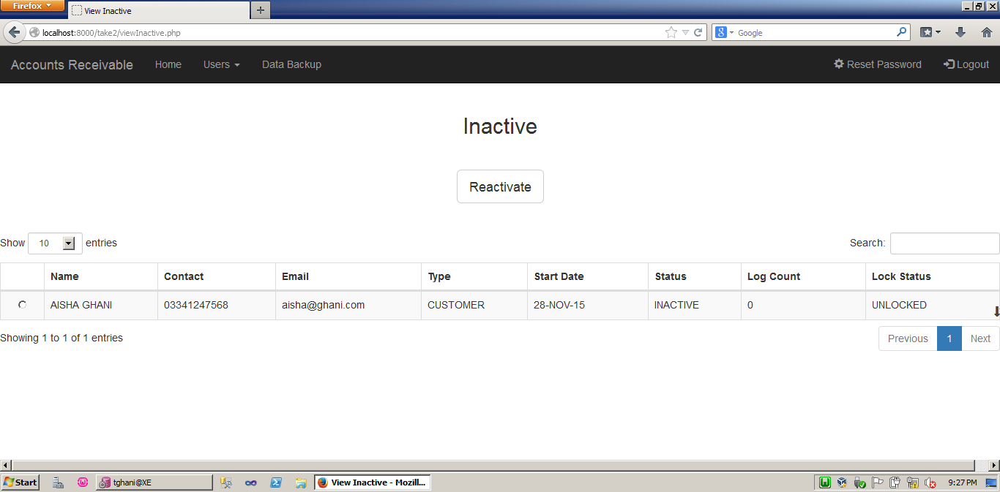 Firefox
View Inactive
localhost:8000/take2/viewInactive.php
Google
Accounts Receivable Home Users Data Backup Reset Password Logout
Inactive
Reactivate
Show 10 entries Search:
Name Contact Email Type Start Date Status Log Count Lock Status
AISHA GHANI 03341247568 aisha@ghani.com CUSTOMER 28-NOV-15 INACTIVE 0 UNLOCKED
Showing 1 to 1 of 1 entries Previous 1 Next
Start tghani@XE View Inactive - Mozill... 9:27 PM